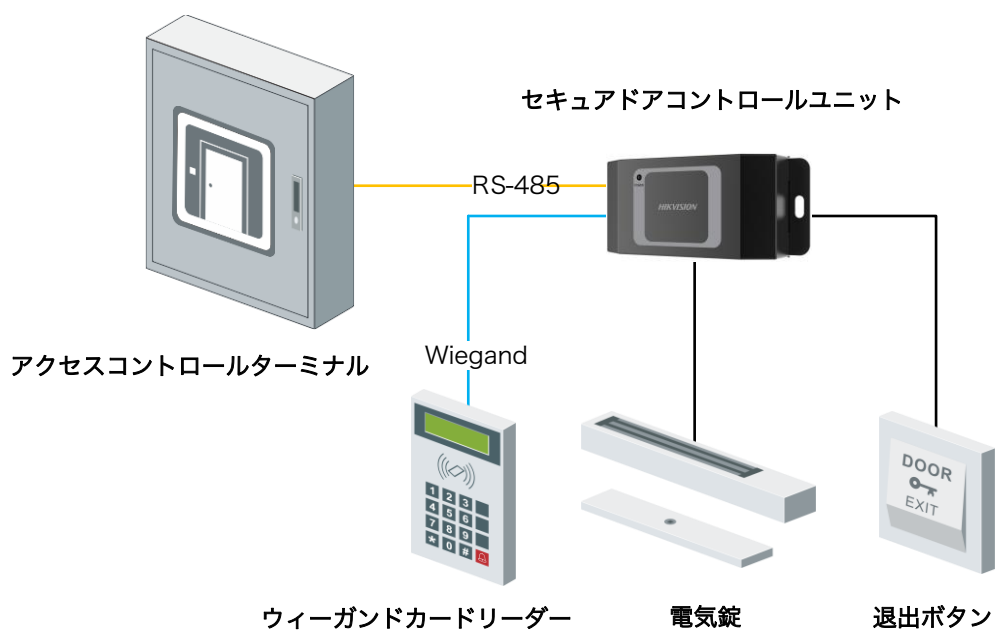 セキュアドアコントロールユニット
HIKVISION
RS-485
アクセスコントロールターミナル
Wiegand
1 2 3
4 5 6
7 8 9
* 0 #
DOOR
EXIT
ウィーガンドカードリーダー
電気錠
退出ボタン